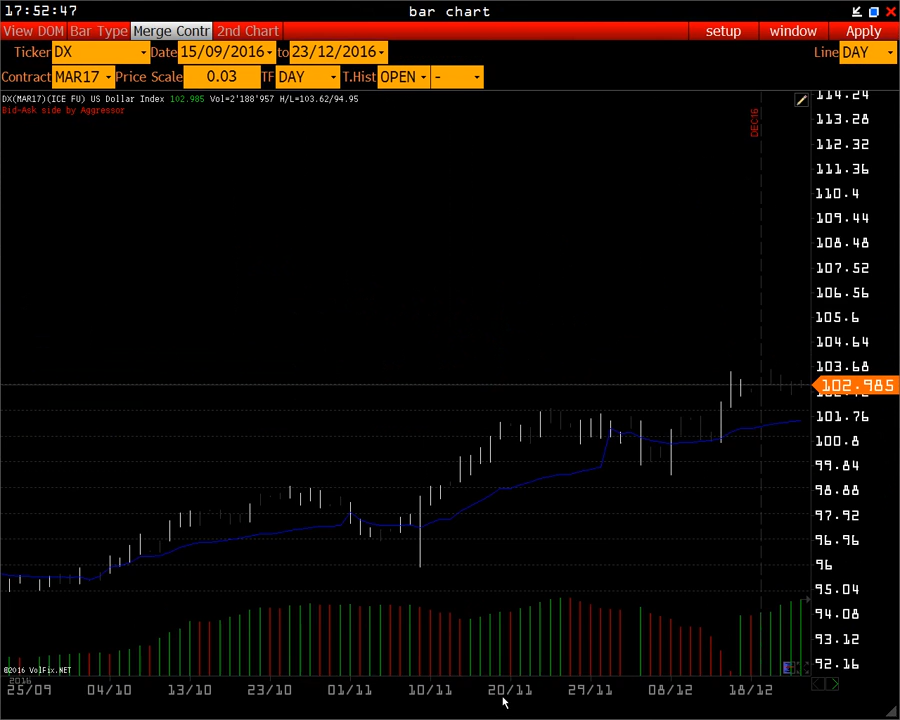 17:52:47 bar chart
View DOM Bar Type Merge Contr 2nd Chart setup window Apply
Ticker DX Date 15/09/2016 to 23/12/2016 Line DAY
Contract MAR17 Price Scale 0.03 TF DAY T.Hist OPEN -
DX(MAR17)(ICE FU) US Dollar Index 102.985 Vol=2'188'957 H/L=103.62/94.95
Bid-Ask side by Aggressor
DEC16
114.24
113.28
112.32
111.36
110.4
109.44
108.48
107.52
106.56
105.6
104.64
103.68
102.985
101.76
100.8
99.84
98.88
97.92
96.96
96
95.04
94.08
93.12
92.16
©2016 VolFix.NET
2016
25/09 04/10 13/10 23/10 01/11 10/11 20/11 29/11 08/12 18/12